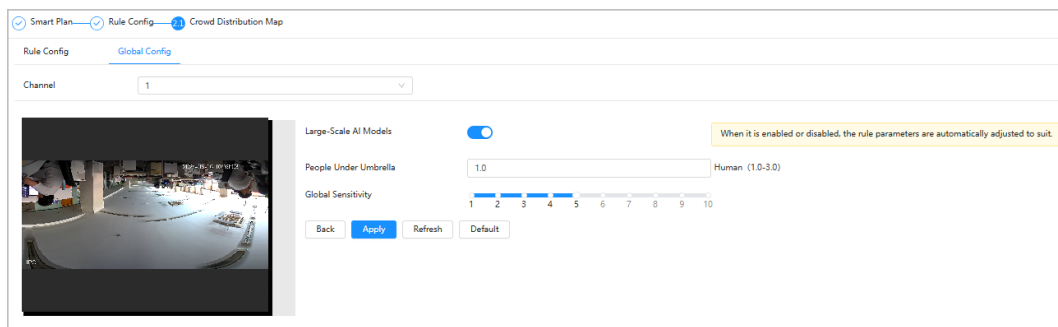 Smart Plan Rule Config 2.1 Crowd Distribution Map
Rule Config Global Config
Channel 1
Large-Scale AI Models When it is enabled or disabled, the rule parameters are automatically adjusted to suit.
People Under Umbrella 1.0 Human (1.0-3.0)
Global Sensitivity
1 2 3 4 5 6 7 8 9 10
Back Apply Refresh Default
IPC